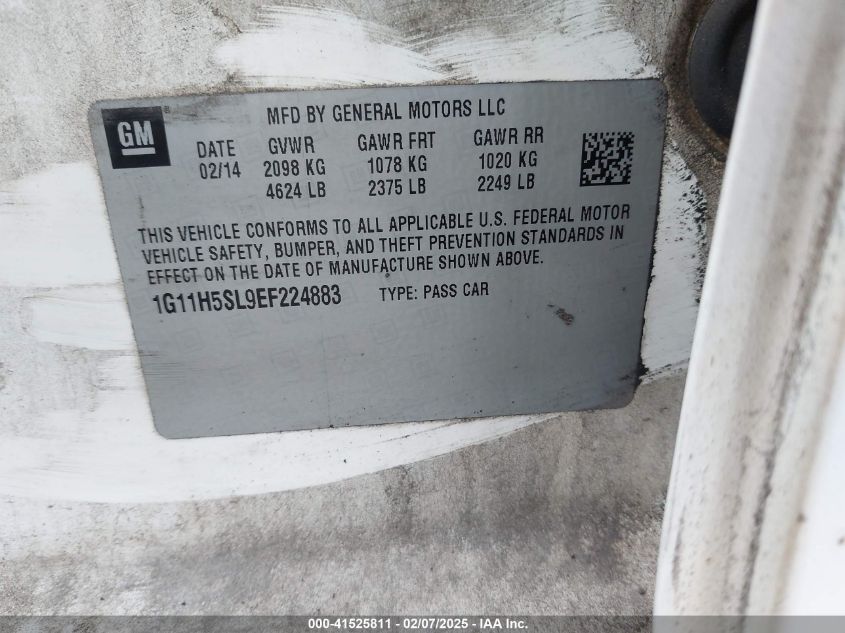 GM
MFD BY GENERAL MOTORS LLC
DATE GVWR GAWR FRT GAWR RR
02/14 2098 KG 1078 KG 1020 KG
4624 LB 2375 LB 2249 LB
THIS VEHICLE CONFORMS TO ALL APPLICABLE U.S. FEDERAL MOTOR
VEHICLE SAFETY, BUMPER, AND THEFT PREVENTION STANDARDS IN
EFFECT ON THE DATE OF MANUFACTURE SHOWN ABOVE.
1G11H5SL9EF224883 TYPE: PASS CAR
000-41525811 - 02/07/2025 - IAA Inc.